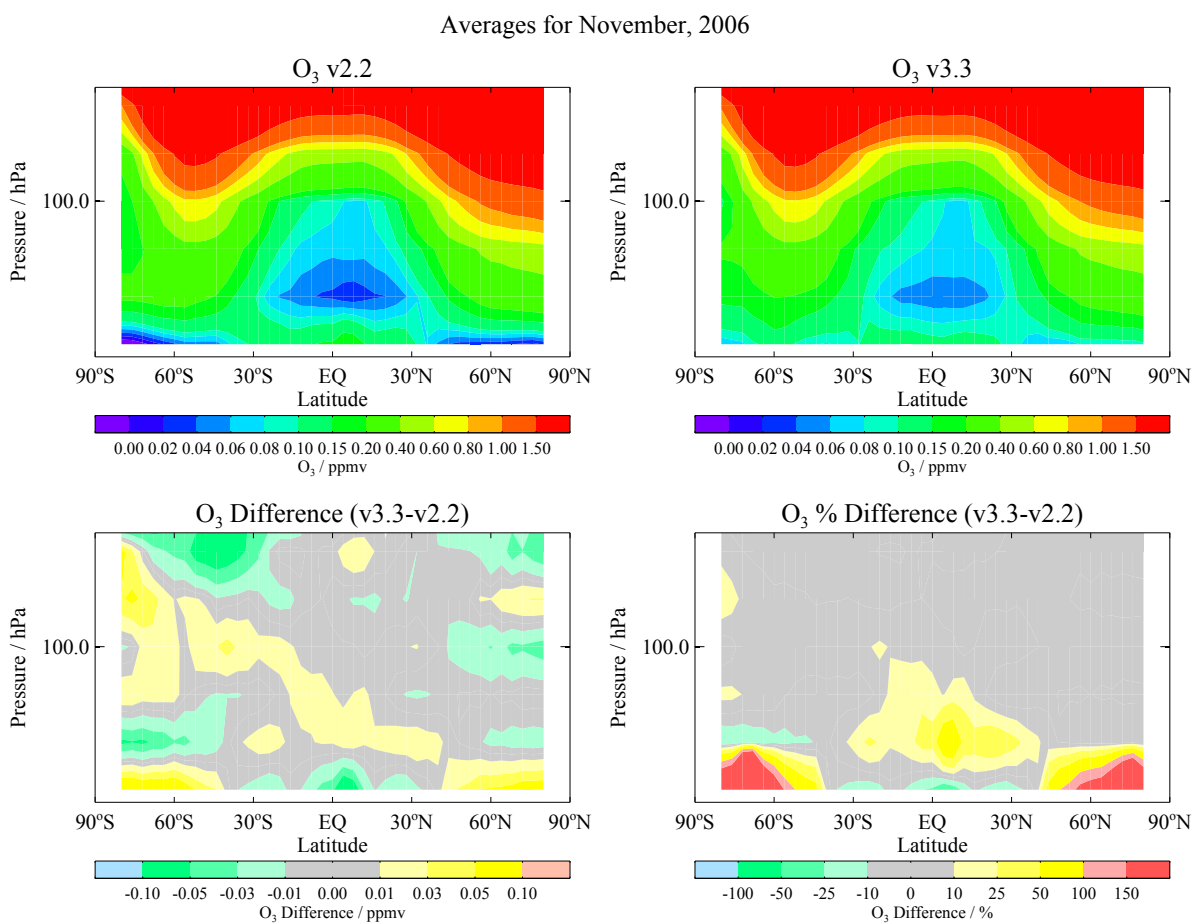 Averages for November, 2006
O₃ v2.2
Pressure / hPa
100.0
90ºS 60ºS 30ºS EQ 30ºN 60ºN 90ºN
Latitude
0.00 0.02 0.04 0.06 0.08 0.10 0.15 0.20 0.40 0.60 0.80 1.00 1.50
O₃ / ppmv
O₃ v3.3
Pressure / hPa
100.0
90ºS 60ºS 30ºS EQ 30ºN 60ºN 90ºN
Latitude
0.00 0.02 0.04 0.06 0.08 0.10 0.15 0.20 0.40 0.60 0.80 1.00 1.50
O₃ / ppmv
O₃ Difference (v3.3-v2.2)
Pressure / hPa
100.0
90ºS 60ºS 30ºS EQ 30ºN 60ºN 90ºN
Latitude
-0.10 -0.05 -0.03 -0.01 0.00 0.01 0.03 0.05 0.10
O₃ Difference / ppmv
O₃ % Difference (v3.3-v2.2)
Pressure / hPa
100.0
90ºS 60ºS 30ºS EQ 30ºN 60ºN 90ºN
Latitude
-100 -50 -25 -10 0 10 25 50 100 150
O₃ Difference / %